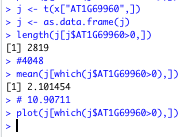 > j <- t(x["AT1G69960",])
> j <- as.data.frame(j)
> length(j[j$AT1G69960>0,])
[1] 2819
> #4048
> mean(j[which(j$AT1G69960>0),])
[1] 2.101454
> # 10.90711
> plot(j[which(j$AT1G69960>0),])
>